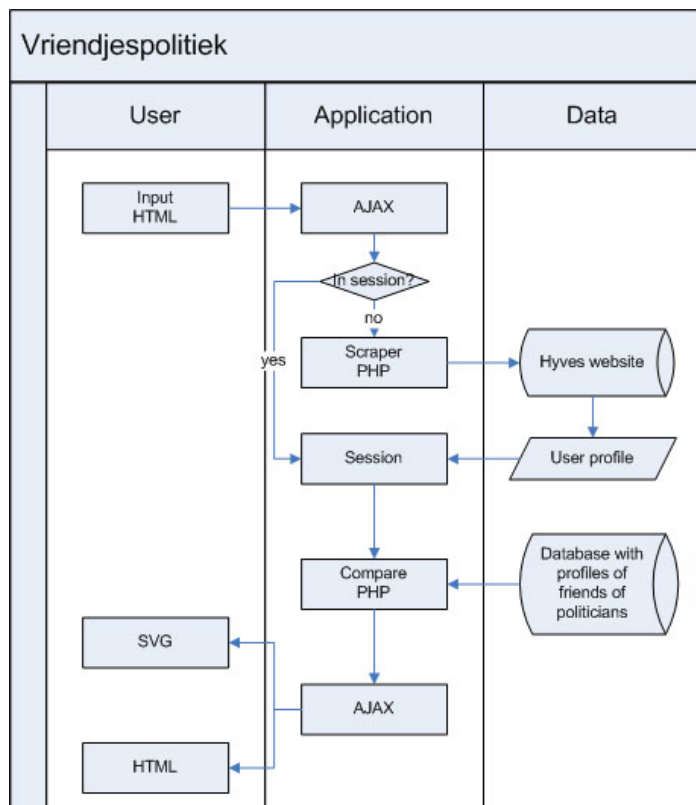 Vriendjespolitiek
User
Application
Data
Input
HTML
AJAX
In session?
no
yes
Scraper
PHP
Hyves website
Session
User profile
Compare
PHP
Database with
profiles of
friends of
politicians
SVG
AJAX
HTML